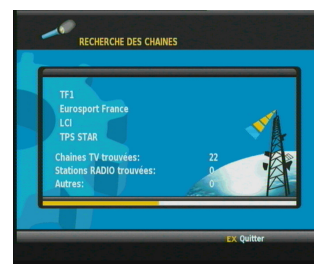 RECHERCHE DES CHAINES
TF1
Eurosport France
LCI
TPS STAR
Chaines TV trouvées: 22
Stations RADIO trouvées: 0
Autres: 0
EX Quitter